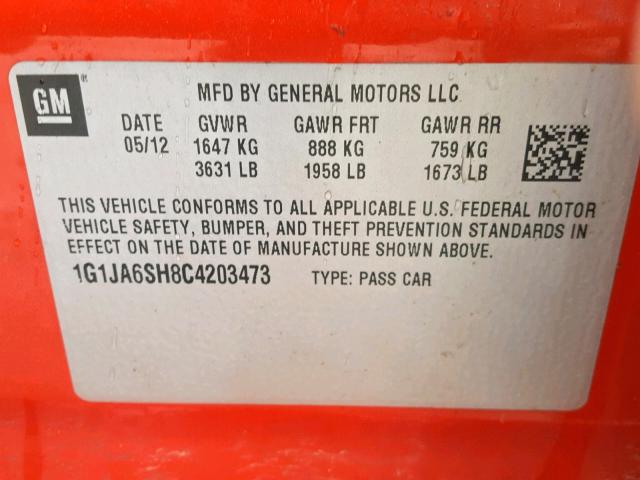 GM ®
MFD BY GENERAL MOTORS LLC
DATE GVWR GAWR FRT GAWR RR
05/12 1647 KG 888 KG 759 KG
3631 LB 1958 LB 1673 LB
THIS VEHICLE CONFORMS TO ALL APPLICABLE U.S. FEDERAL MOTOR
VEHICLE SAFETY, BUMPER, AND THEFT PREVENTION STANDARDS IN
EFFECT ON THE DATE OF MANUFACTURE SHOWN ABOVE.
1G1JA6SH8C4203473 TYPE: PASS CAR